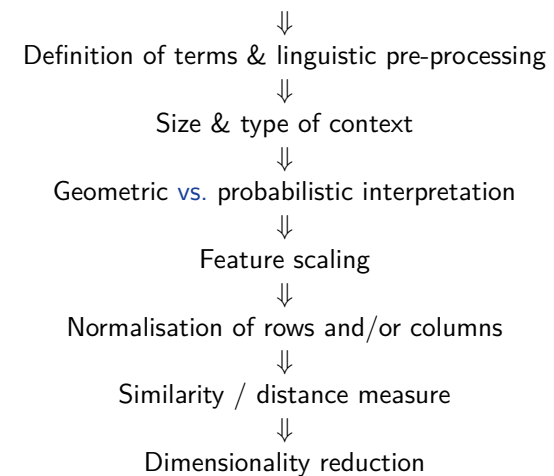 ⇓
Definition of terms & linguistic pre-processing
⇓
Size & type of context
⇓
Geometric vs. probabilistic interpretation
⇓
Feature scaling
⇓
Normalisation of rows and/or columns
⇓
Similarity / distance measure
⇓
Dimensionality reduction